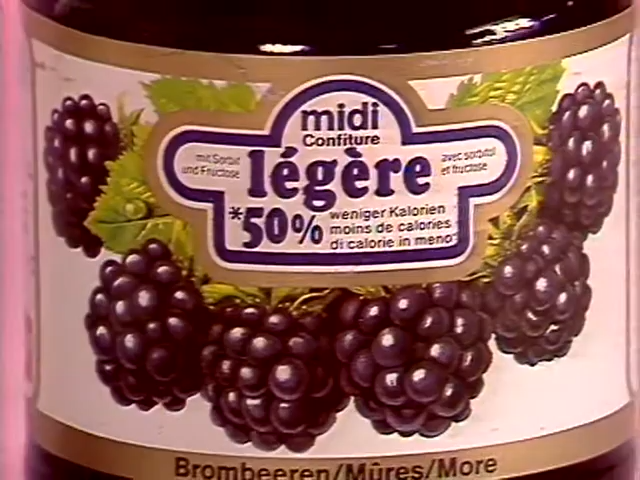 midi
Confiture
légère
mit Sorbit
und Fructose
avec sorbitol
et fructose
*50%
weniger Kalorien
moins de calories
di calorie in meno
Brombeeren/Mûres/More